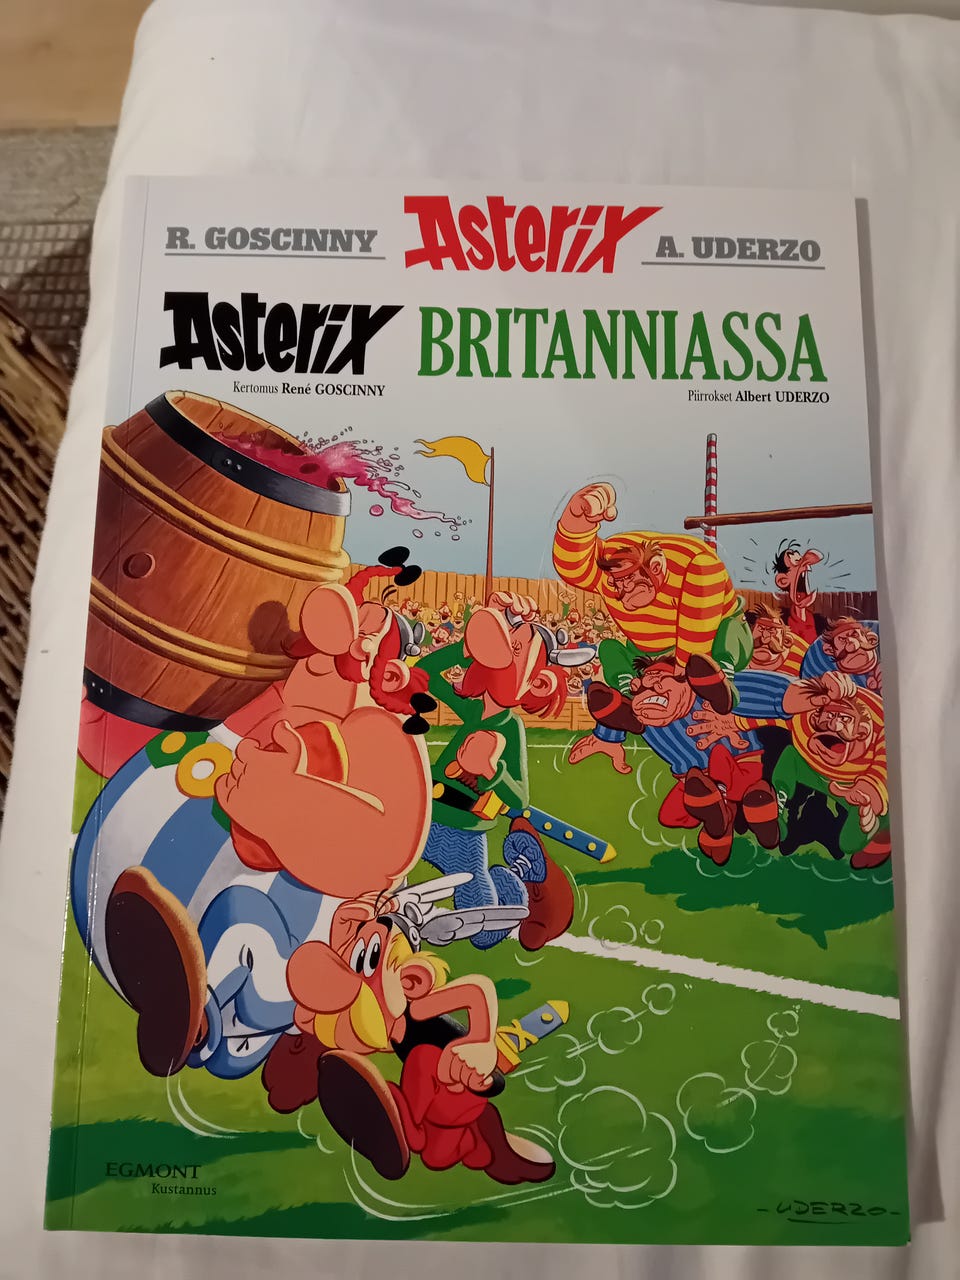 R. GOSCINNY Asterix A. UDERZO
Asterix BRITANNIASSA
Kertomus René GOSCINNY Piirrokset Albert UDERZO
EGMONT
Kustannus
-UDERZO-